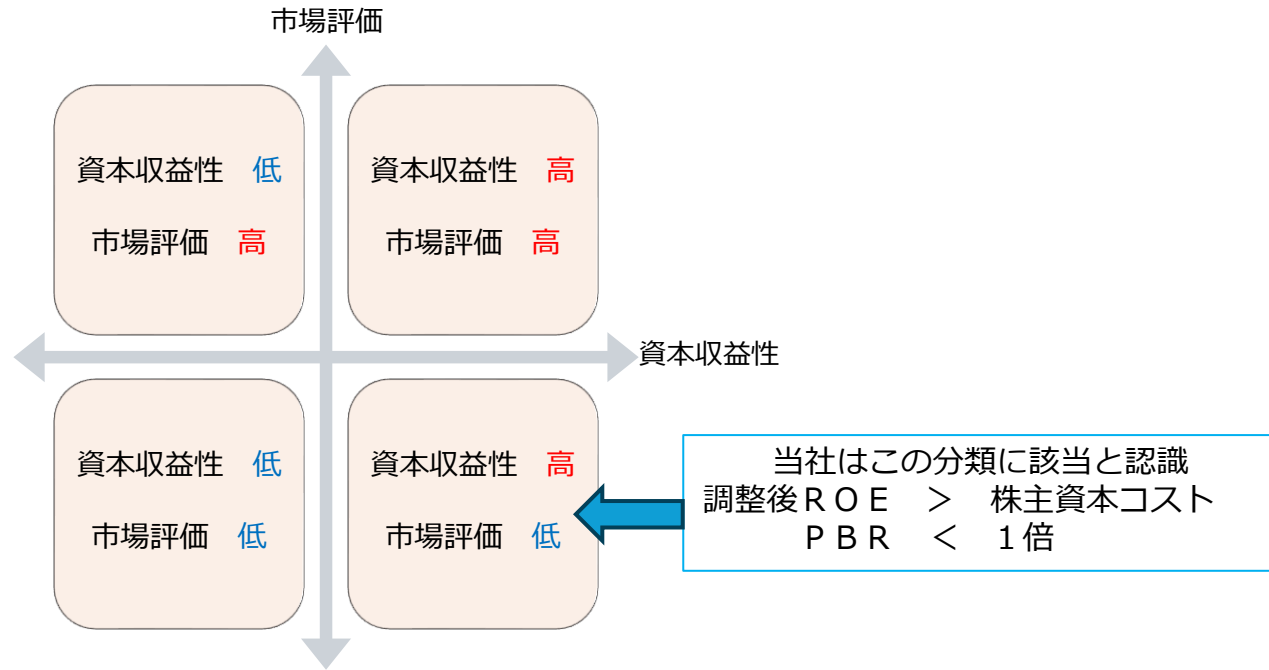 市場評価
資本収益性　低
市場評価　高
資本収益性　高
市場評価　高
資本収益性
資本収益性　低
市場評価　低
資本収益性　高
市場評価　低
当社はこの分類に該当と認識
調整後ＲＯＥ　＞　株主資本コスト
ＰＢＲ　＜　１倍